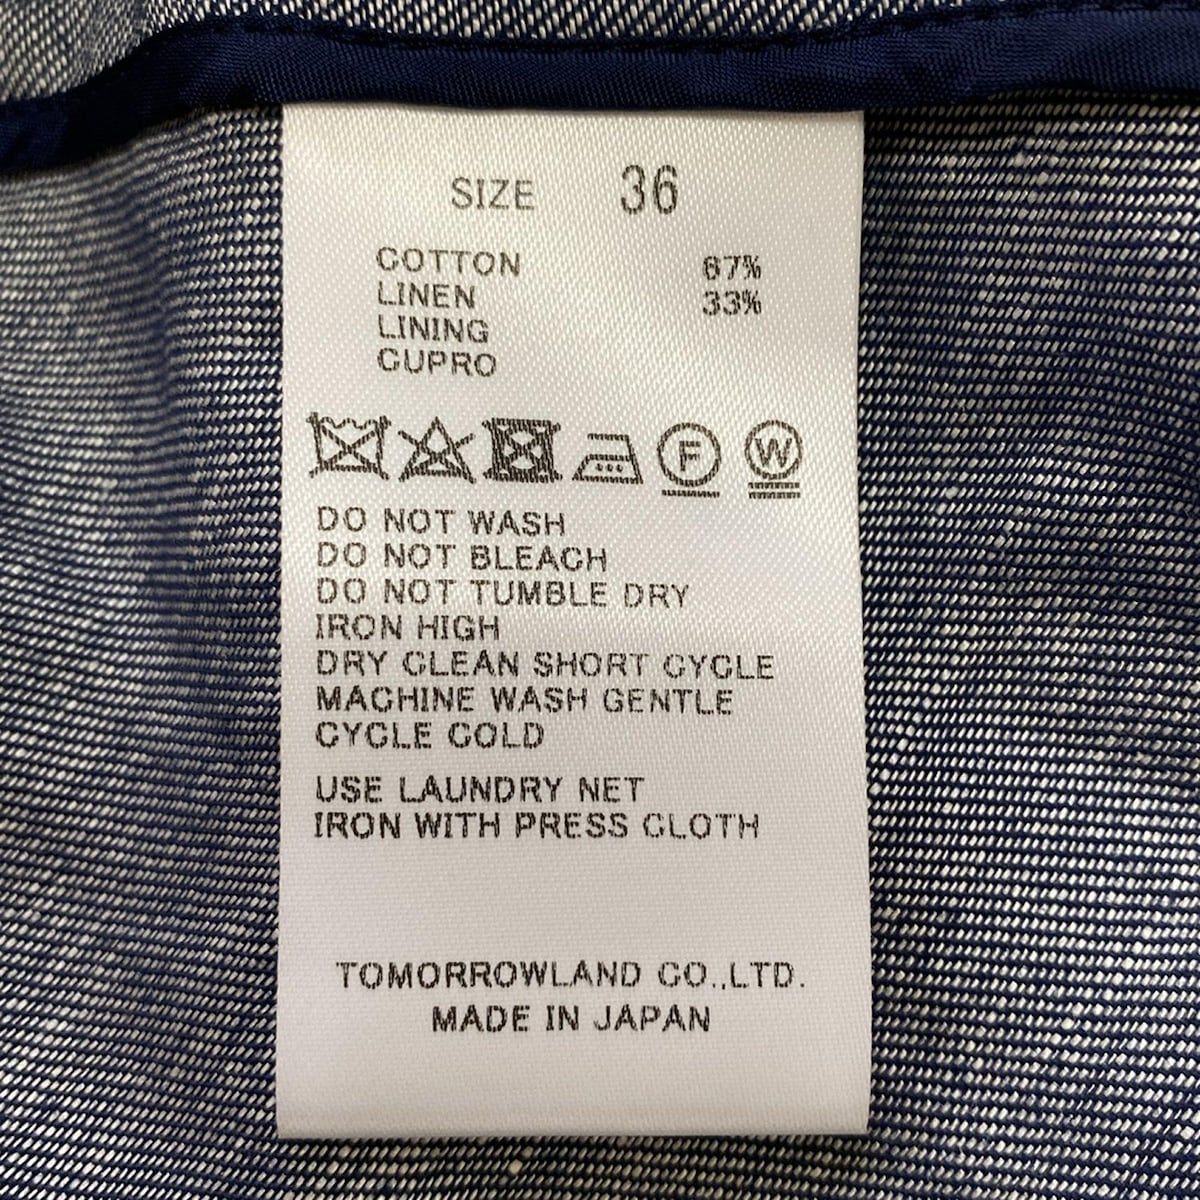 SIZE 36
COTTON 67%
LINEN 33%
LINING
CUPRO
F W
DO NOT WASH
DO NOT BLEACH
DO NOT TUMBLE DRY
IRON HIGH
DRY CLEAN SHORT CYCLE
MACHINE WASH GENTLE
CYCLE COLD
USE LAUNDRY NET
IRON WITH PRESS CLOTH
TOMORROWLAND CO.,LTD.
MADE IN JAPAN